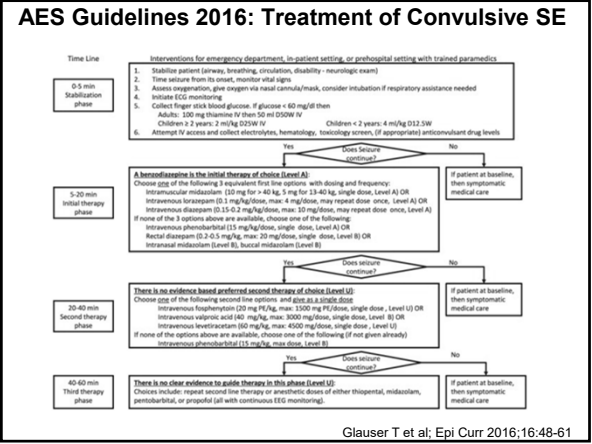 AES Guidelines 2016: Treatment of Convulsive SE
Time Line
Interventions for emergency department, in-patient setting, or prehospital setting with trained paramedics
0-5 min
Stabilization
phase
1. Stabilize patient (airway, breathing, circulation, disability - neurologic exam)
2. Time seizure from its onset, monitor vital signs
3. Assess oxygenation, give oxygen via nasal cannula/mask, consider intubation if respiratory assistance needed
4. Initiate ECG monitoring
5. Collect finger stick blood glucose. If glucose < 60 mg/dl then
Adults: 100 mg thiamine IV then 50 ml D50W IV
Children ≥ 2 years: 2 ml/kg D25W IV Children < 2 years: 4 ml/kg D12.5W
6. Attempt IV access and collect electrolytes, hematology, toxicology screen, (if appropriate) anticonvulsant drug levels
Yes
Does Seizure
continue?
No
5-20 min
Initial therapy
phase
A benzodiazepine is the initial therapy of choice (Level A):
Choose one of the following 3 equivalent first line options with dosing and frequency:
Intramuscular midazolam (10 mg for > 40 kg, 5 mg for 13-40 kg, single dose, Level A) OR
Intravenous lorazepam (0.1 mg/kg/dose, max: 4 mg/dose, may repeat dose once, Level A) OR
Intravenous diazepam (0.15-0.2 mg/kg/dose, max: 10 mg/dose, may repeat dose once, Level A)
If none of the 3 options above are available, choose one of the following:
Intravenous phenobarbital (15 mg/kg/dose, single dose, Level A) OR
Rectal diazepam (0.2-0.5 mg/kg, max: 20 mg/dose, single dose, Level B) OR
Intranasal midazolam (Level B), buccal midazolam (Level B)
If patient at baseline,
then symptomatic
medical care
Yes
Does seizure
continue?
No
20-40 min
Second therapy
phase
There is no evidence based preferred second therapy of choice (Level U):
Choose one of the following second line options and give as a single dose
Intravenous fosphenytoin (20 mg PE/kg, max: 1500 mg PE/dose, single dose , Level U) OR
Intravenous valproic acid (40 mg/kg, max: 3000 mg/dose, single dose, Level B) OR
Intravenous levetiracetam (60 mg/kg, max: 4500 mg/dose, single dose , Level U)
If none of the options above are available, choose one of the following (if not given already)
Intravenous phenobarbital (15 mg/kg, max dose, Level B)
If patient at baseline,
then symptomatic
medical care
Yes
Does seizure
continue?
No
40-60 min
Third therapy
phase
There is no clear evidence to guide therapy in this phase (Level U):
Choices include: repeat second line therapy or anesthetic doses of either thiopental, midazolam,
pentobarbital, or propofol (all with continuous EEG monitoring).
If patient at baseline,
then symptomatic
medical care
Glauser T et al; Epi Curr 2016;16:48-61